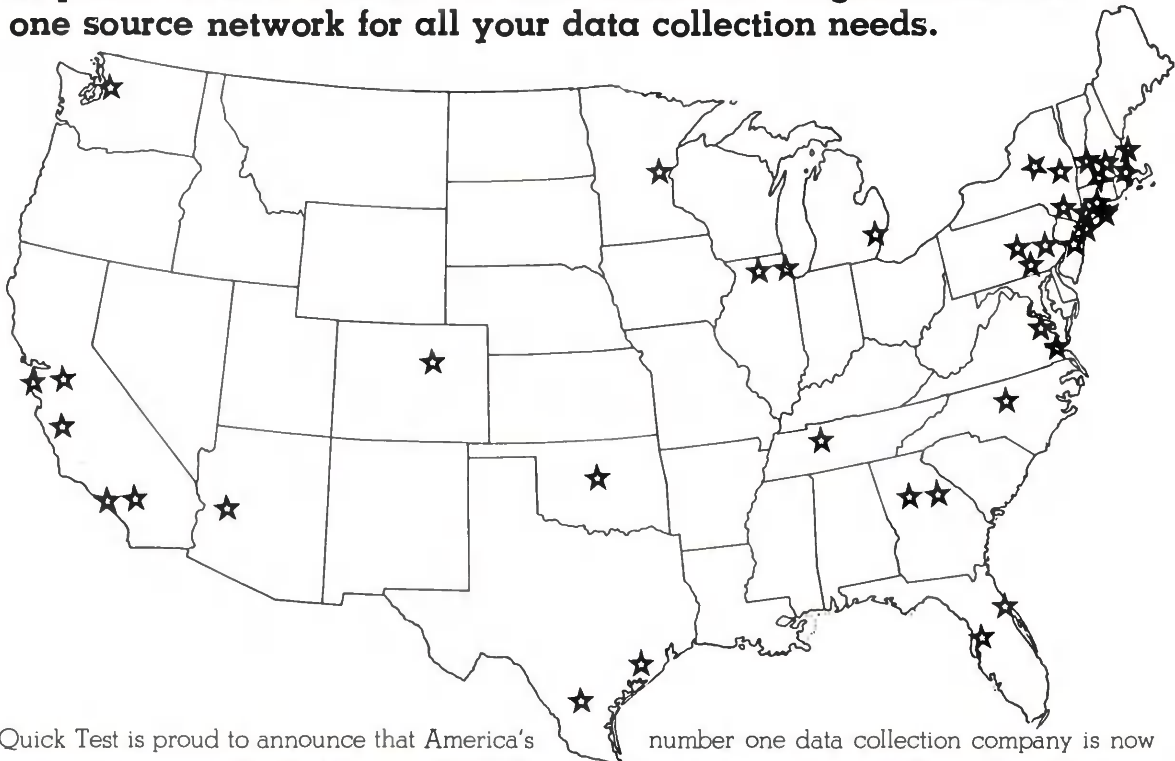 one source network for all your data collection needs.
Quick Test is proud to announce that America's
number one data collection company is now